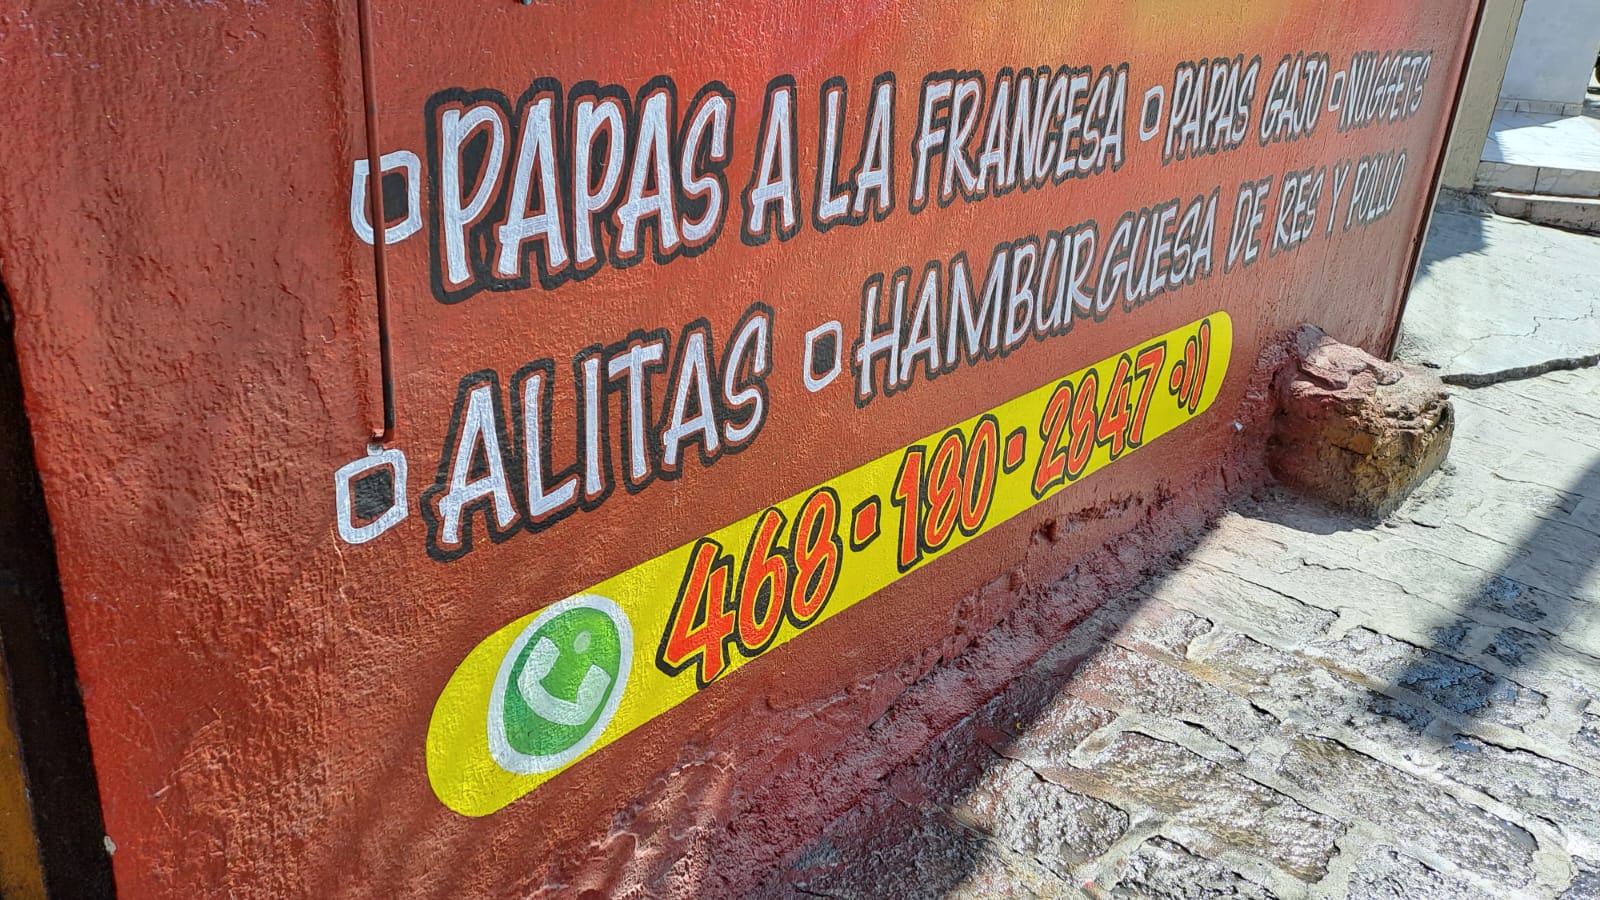 ▫PAPAS A LA FRANCESA ▫PAPAS GAJO ▫NUGGETS
▫ALITAS ▫HAMBURGUESA DE RES Y POLLO
468-180-2847